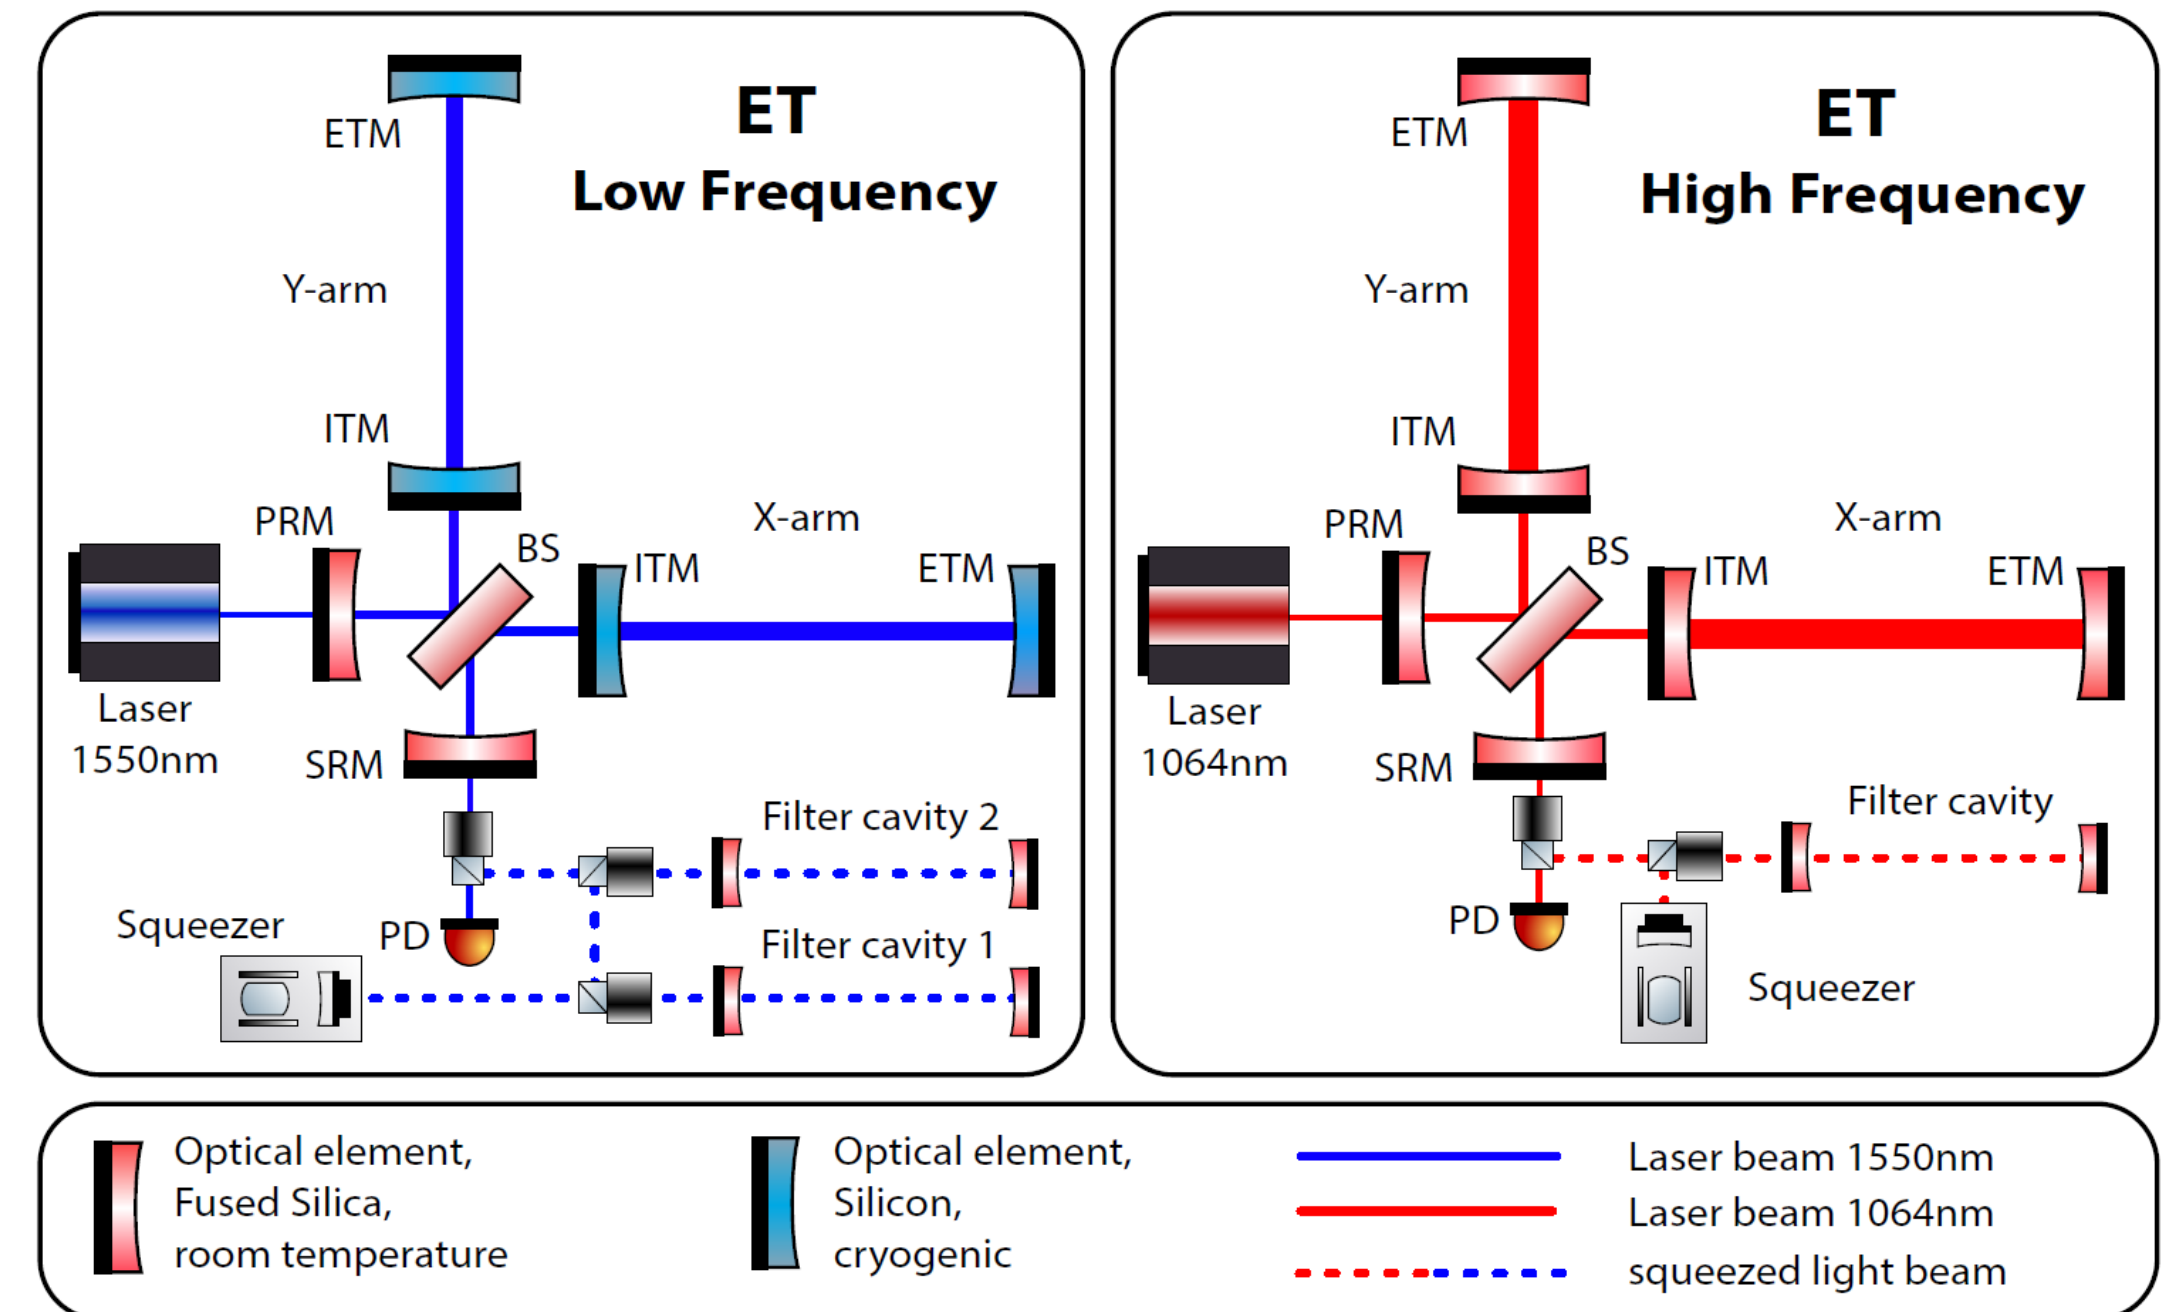 ET
Low Frequency
ETM
Y-arm
ITM
PRM
BS
X-arm
ITM
ETM
Laser
1550nm
SRM
Filter cavity 2
Squeezer
PD
Filter cavity 1
ET
High Frequency
ETM
Y-arm
ITM
PRM
BS
X-arm
ITM
ETM
Laser
1064nm
SRM
Filter cavity
PD
Squeezer
Optical element,
Fused Silica,
room temperature
Optical element,
Silicon,
cryogenic
Laser beam 1550nm
Laser beam 1064nm
squeezed light beam